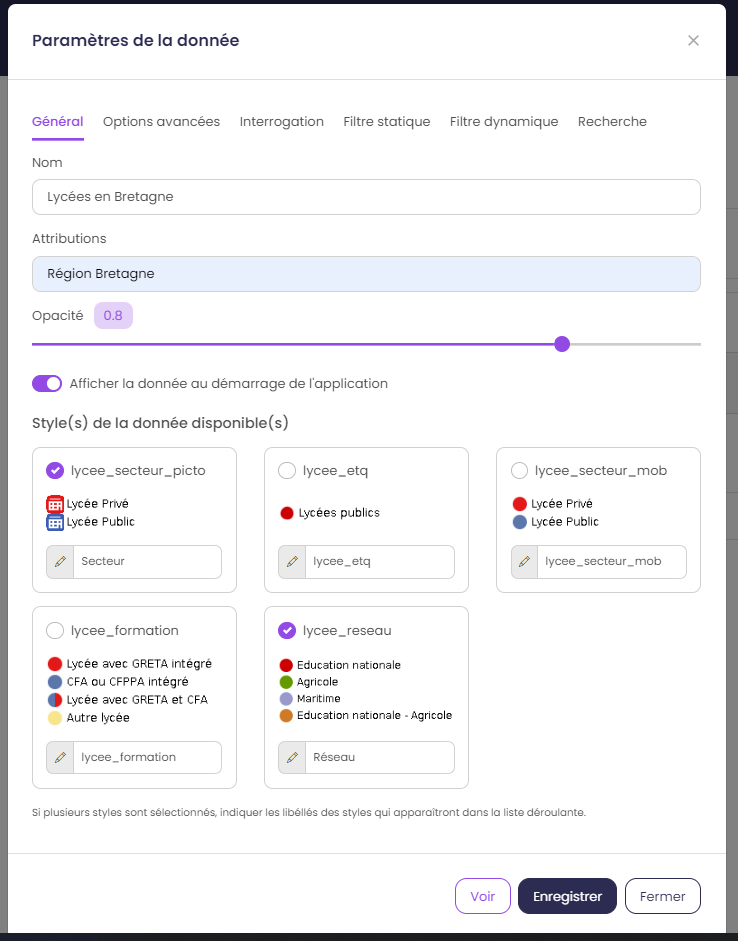 Paramètres de la donnée
Général Options avancées Interrogation Filtre statique Filtre dynamique Recherche
Nom
Lycées en Bretagne
Attributions
Région Bretagne
Opacité 0.8
Afficher la donnée au démarrage de l'application
Style(s) de la donnée disponible(s)
lycee_secteur_picto
Lycée Privé
Lycée Public
Secteur
lycee_etq
Lycées publics
lycee_etq
lycee_secteur_mob
Lycée Privé
Lycée Public
lycee_secteur_mob
lycee_formation
Lycée avec GRETA intégré
CFA ou CFPPA intégré
Lycée avec GRETA et CFA
Autre lycée
lycee_formation
lycee_reseau
Education nationale
Agricole
Maritime
Education nationale - Agricole
Réseau
Si plusieurs styles sont sélectionnés, indiquer les libéllés des styles qui apparaîtront dans la liste déroulante.
Voir Enregistrer Fermer